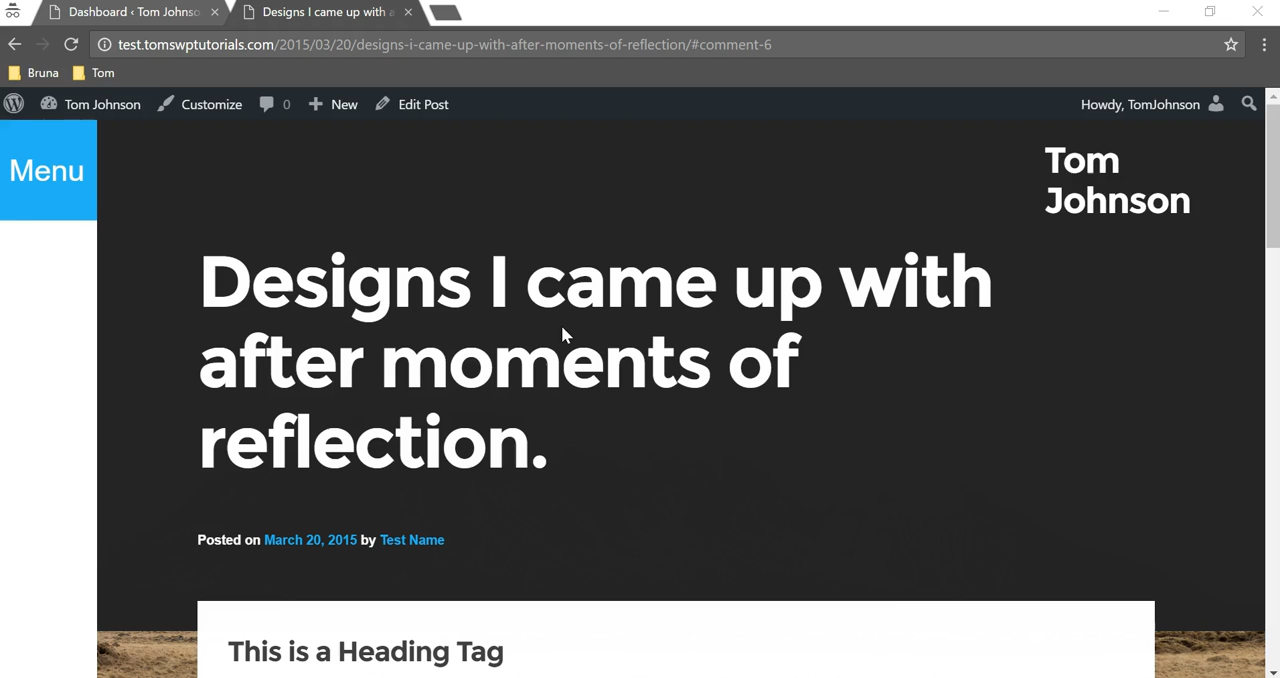 Dashboard ‹ Tom Johnso
Designs I came up with a
test.tomswptutorials.com/2015/03/20/designs-i-came-up-with-after-moments-of-reflection/#comment-6
Bruna Tom
Tom Johnson Customize 0 New Edit Post Howdy, TomJohnson
Menu
Tom
Johnson
Designs I came up with
after moments of
reflection.
Posted on March 20, 2015 by Test Name
This is a Heading Tag